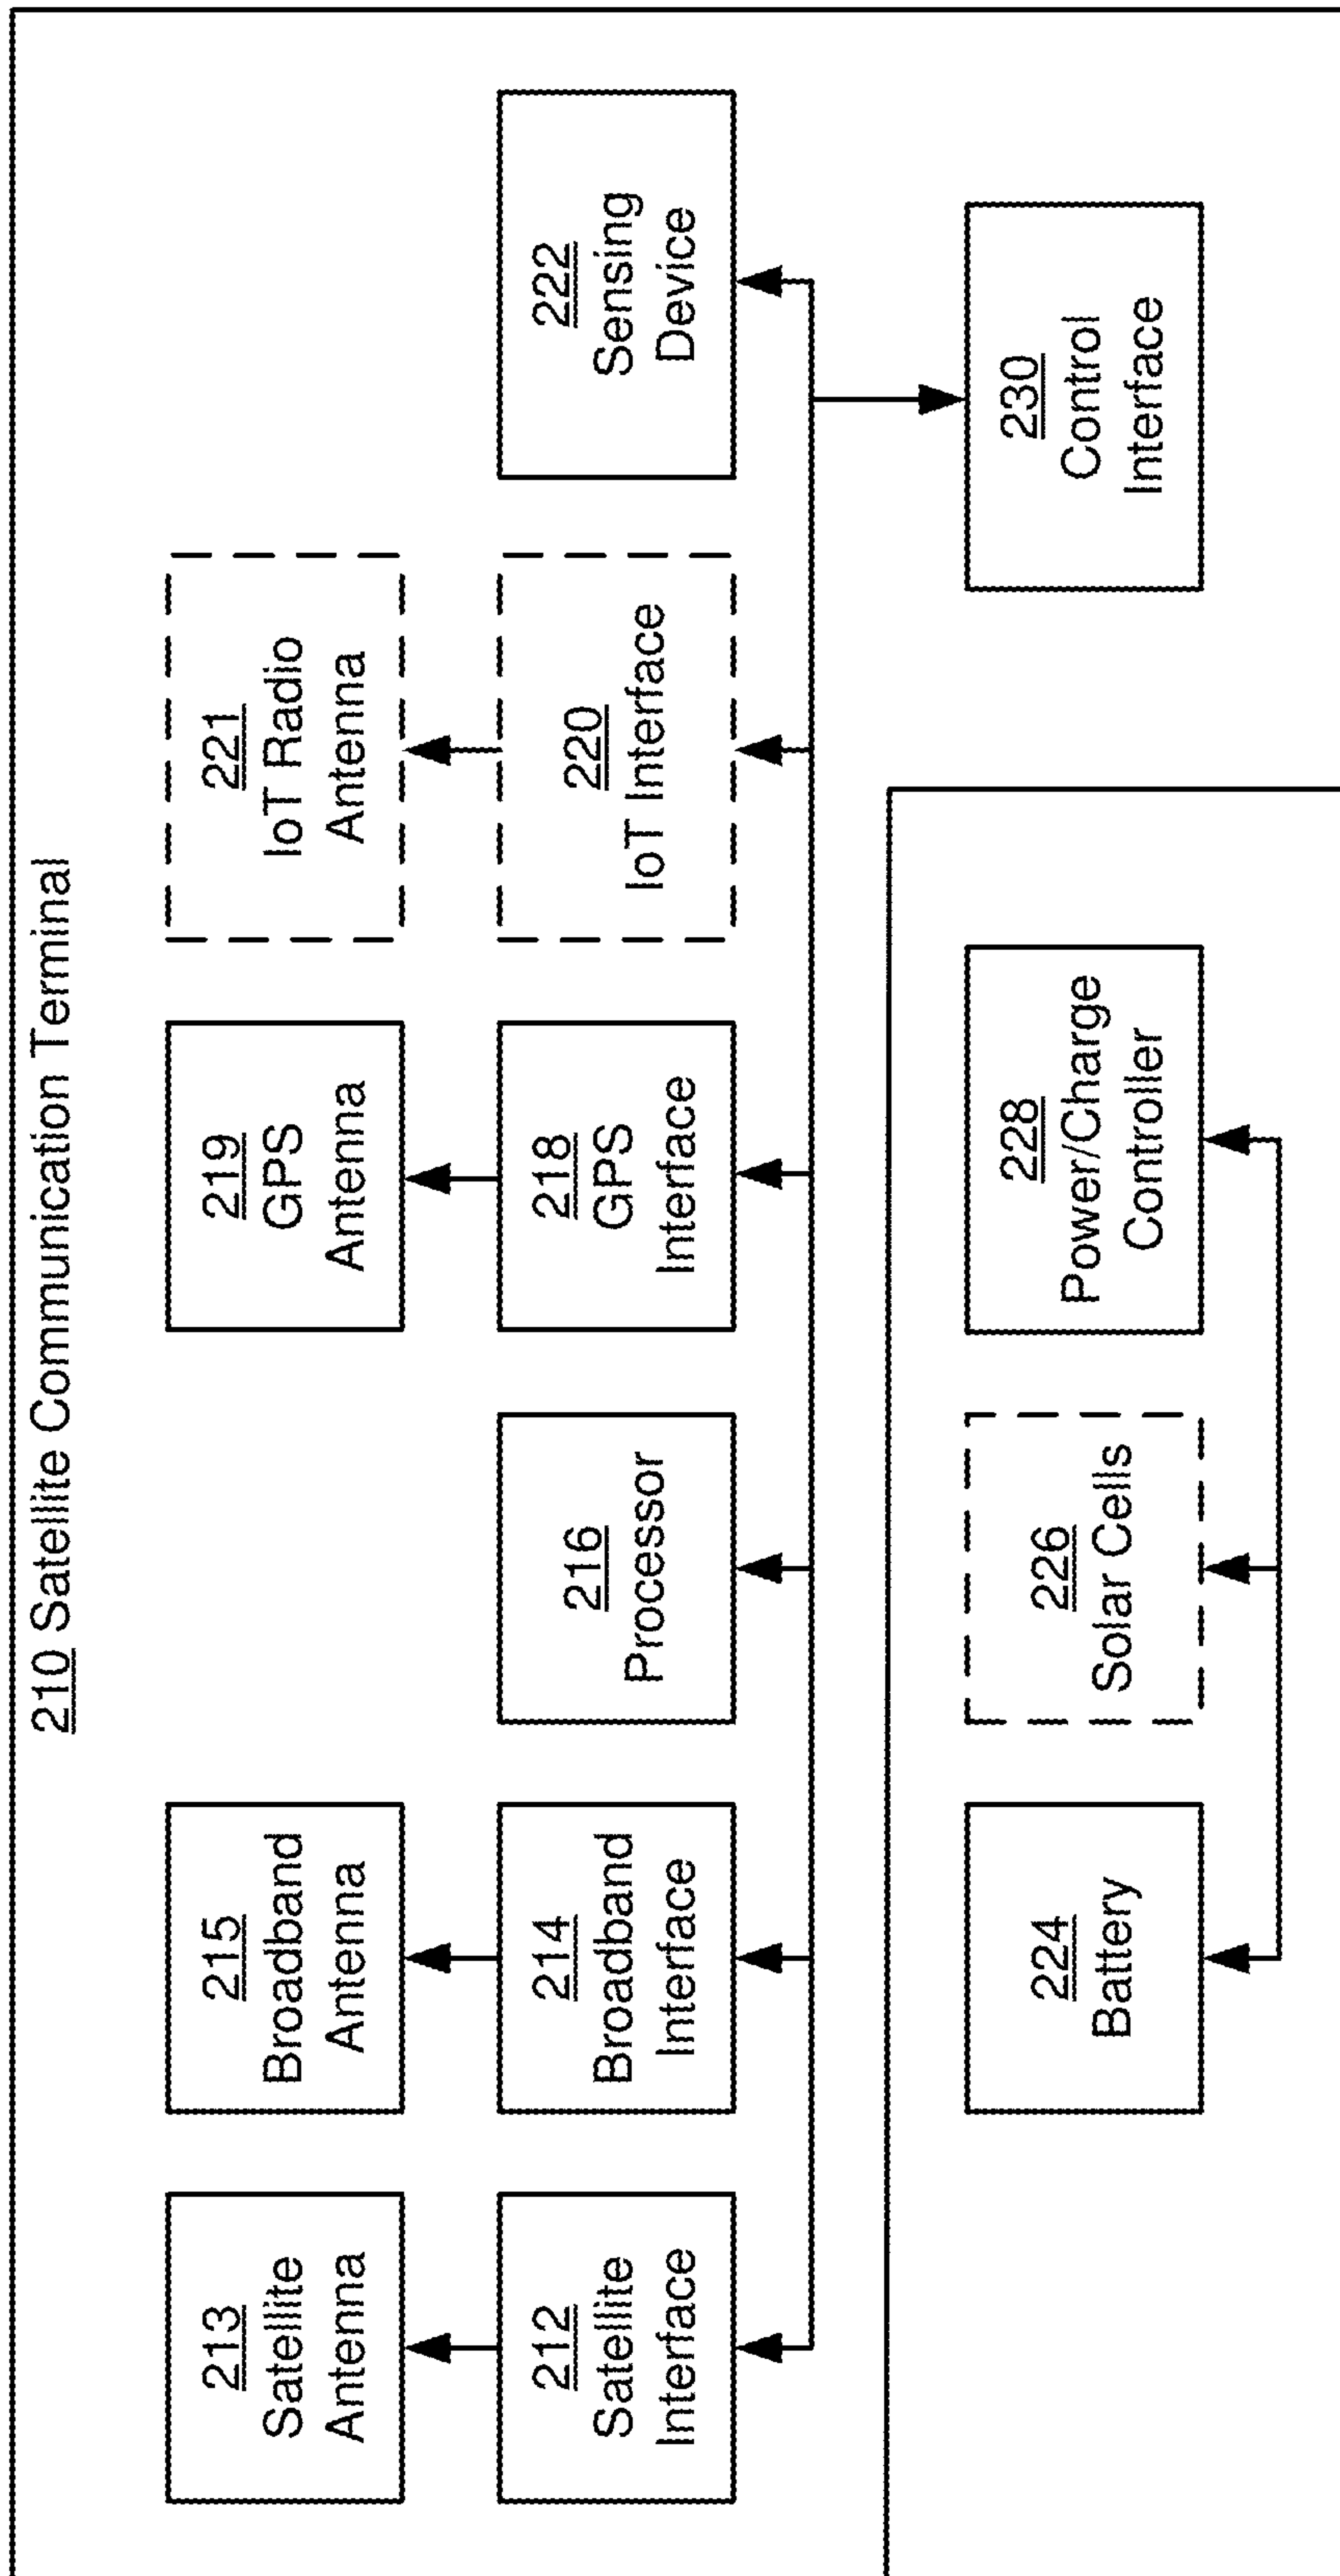 210 Satellite Communication Terminal
213
Satellite
Antenna
215
Broadband
Antenna
219
GPS
Antenna
221
IoT Radio
Antenna
212
Satellite
Interface
214
Broadband
Interface
216
Processor
218
GPS
Interface
220
IoT Interface
222
Sensing
Device
224
Battery
226
Solar Cells
228
Power/Charge
Controller
230
Control
Interface